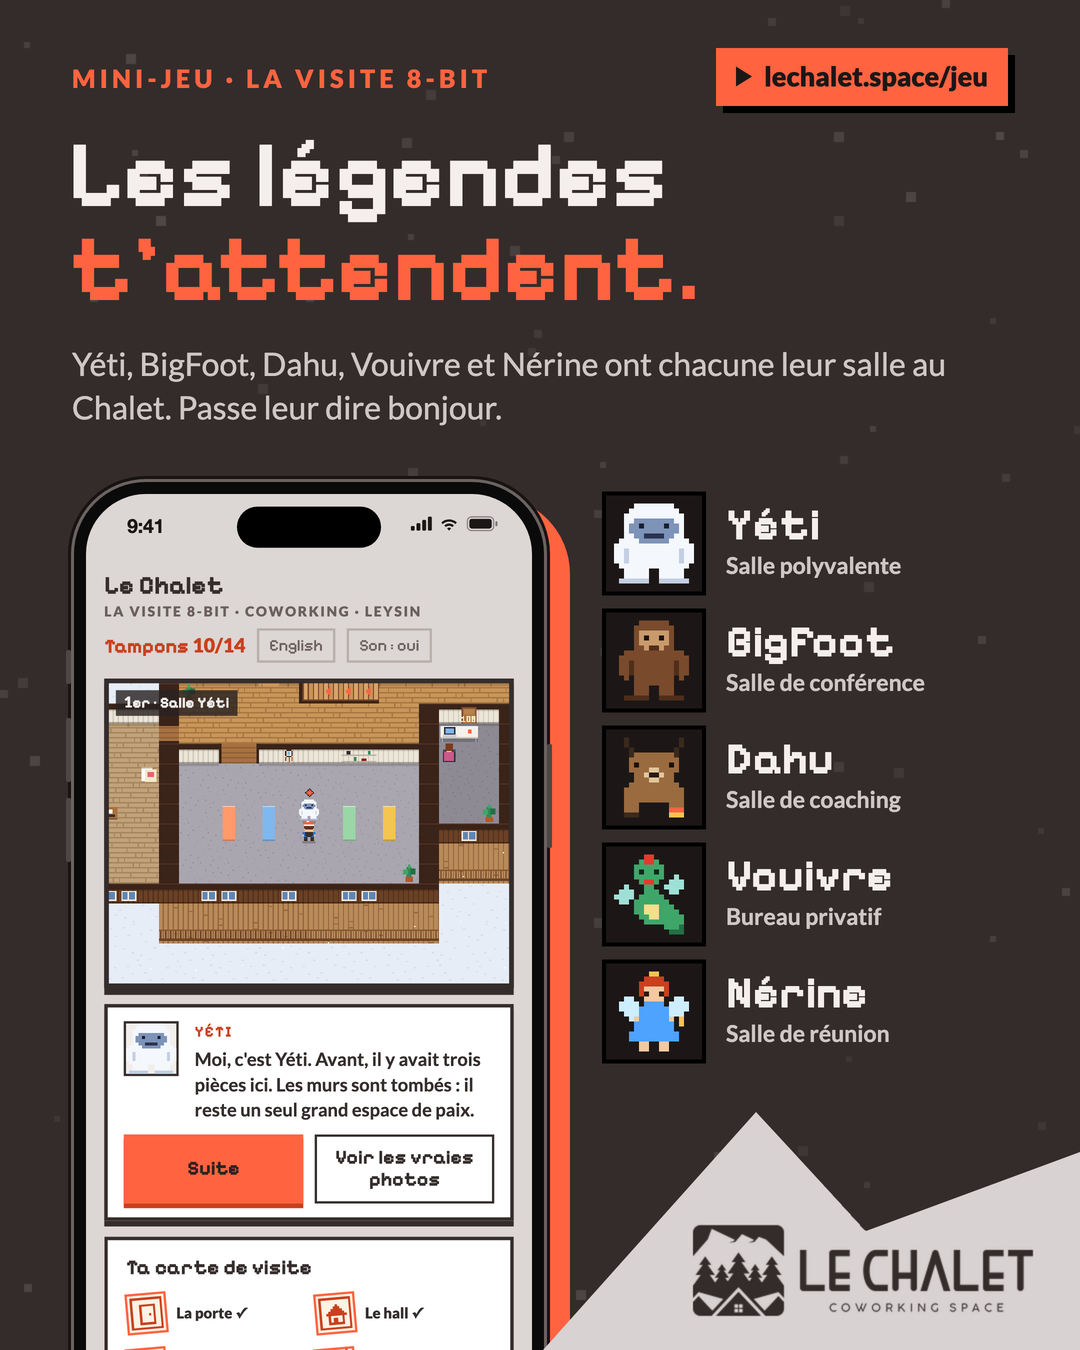 MINI-JEU · LA VISITE 8-BIT
▶ lechalet.space/jeu
Les légendes
t'attendent.
Yéti, BigFoot, Dahu, Vouivre et Nérine ont chacune leur salle au
Chalet. Passe leur dire bonjour.
9:41
Le Chalet
LA VISITE 8-BIT · COWORKING · LEYSIN
Tampons 10/14
English
Son : oui
1er · Salle Yéti
108
YÉTI
Moi, c'est Yéti. Avant, il y avait trois
pièces ici. Les murs sont tombés : il
reste un seul grand espace de paix.
Suite
Voir les vraies
photos
Ta carte de visite
La porte ✓
Le hall ✓
Yéti
Salle polyvalente
BigFoot
Salle de conférence
Dahu
Salle de coaching
Vouivre
Bureau privatif
Nérine
Salle de réunion
LE CHALET
COWORKING SPACE